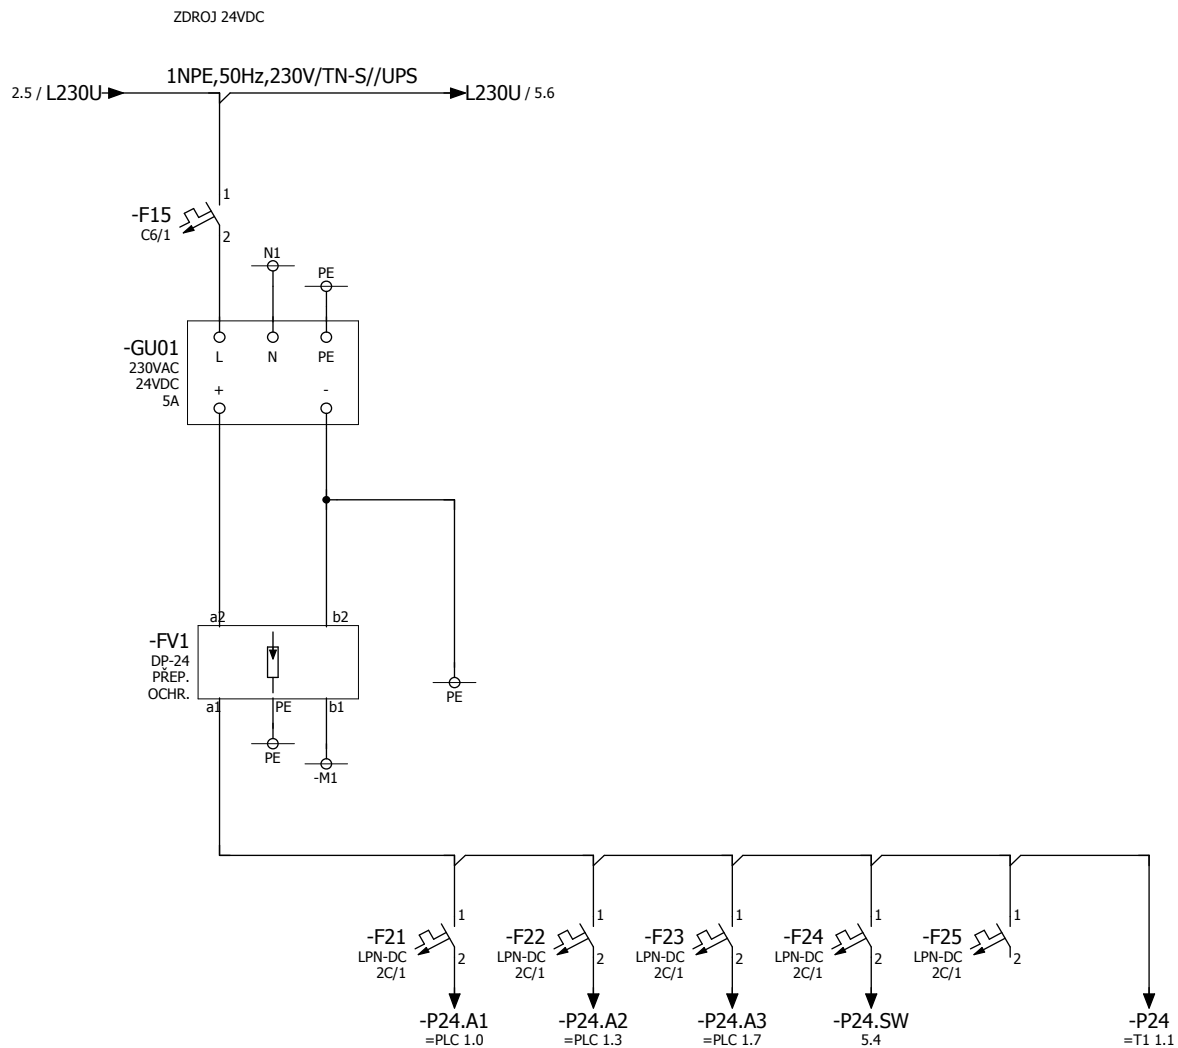 ZDROJ 24VDC
1NPE,50Hz,230V/TN-S//UPS
2.5 / L230U
L230U / 5.6
1
-F15
C6/1
2
N1
PE
-GU01
230VAC
24VDC
5A
L
N
PE
+
-
a2
b2
-FV1
DP-24
PŘEP.
OCHR.
a1
PE
b1
PE
PE
-M1
1
1
1
1
1
-F21
LPN-DC
2C/1
2
-F22
LPN-DC
2C/1
2
-F23
LPN-DC
2C/1
2
-F24
LPN-DC
2C/1
2
-F25
LPN-DC
2C/1
2
-P24.A1
=PLC 1.0
-P24.A2
=PLC 1.3
-P24.A3
=PLC 1.7
-P24.SW
5.4
-P24
=T1 1.1